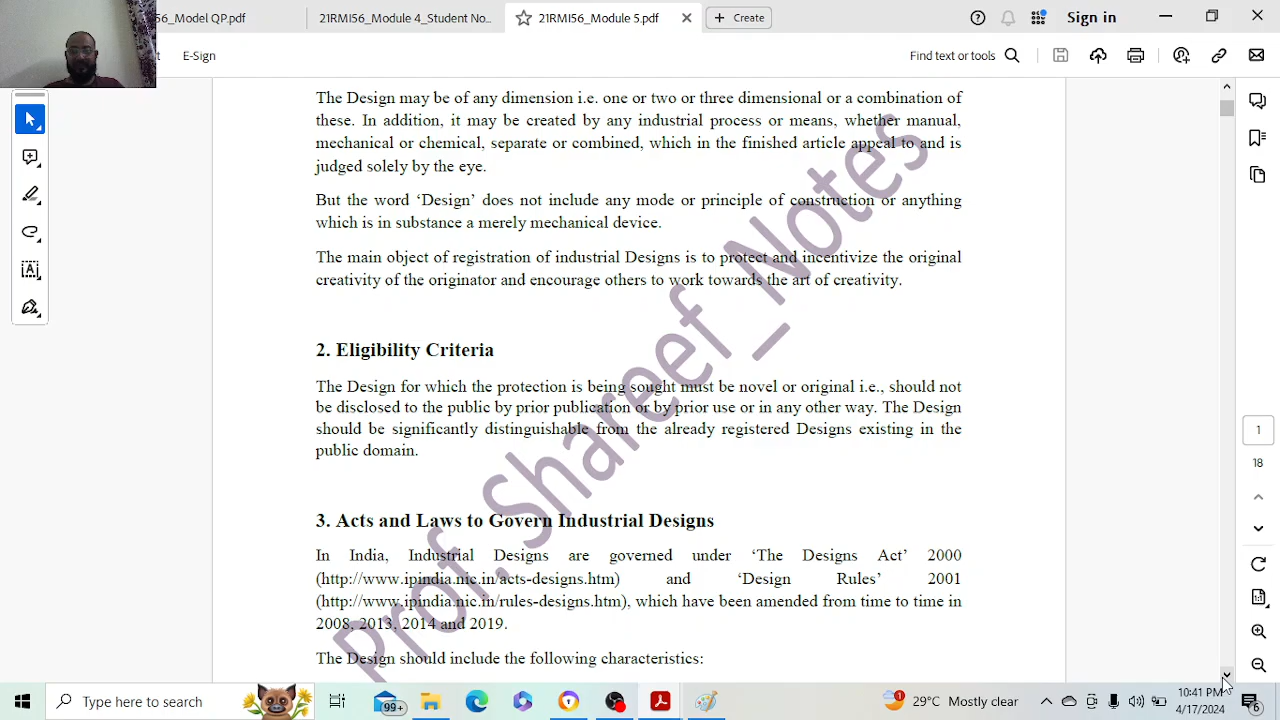 56_Model QP.pdf
21RMI56_Module 4_Student No...
21RMI56_Module 5.pdf
Create
Sign in
E-Sign
Find text or tools
The Design may be of any dimension i.e. one or two or three dimensional or a combination of
these. In addition, it may be created by any industrial process or means, whether manual,
mechanical or chemical, separate or combined, which in the finished article appeal to and is
judged solely by the eye.
But the word ‘Design’ does not include any mode or principle of construction or anything
which is in substance a merely mechanical device.
The main object of registration of industrial Designs is to protect and incentivize the original
creativity of the originator and encourage others to work towards the art of creativity.
2. Eligibility Criteria
The Design for which the protection is being sought must be novel or original i.e., should not
be disclosed to the public by prior publication or by prior use or in any other way. The Design
should be significantly distinguishable from the already registered Designs existing in the
public domain.
3. Acts and Laws to Govern Industrial Designs
In India, Industrial Designs are governed under ‘The Designs Act’ 2000
(http://www.ipindia.nic.in/acts-designs.htm) and ‘Design Rules’ 2001
(http://www.ipindia.nic.in/rules-designs.htm), which have been amended from time to time in
2008, 2013, 2014 and 2019.
The Design should include the following characteristics:
Prof. Shareef_Notes
1
18
Type here to search
99+
1
29°C Mostly clear
10:41 PM
4/17/2024
6